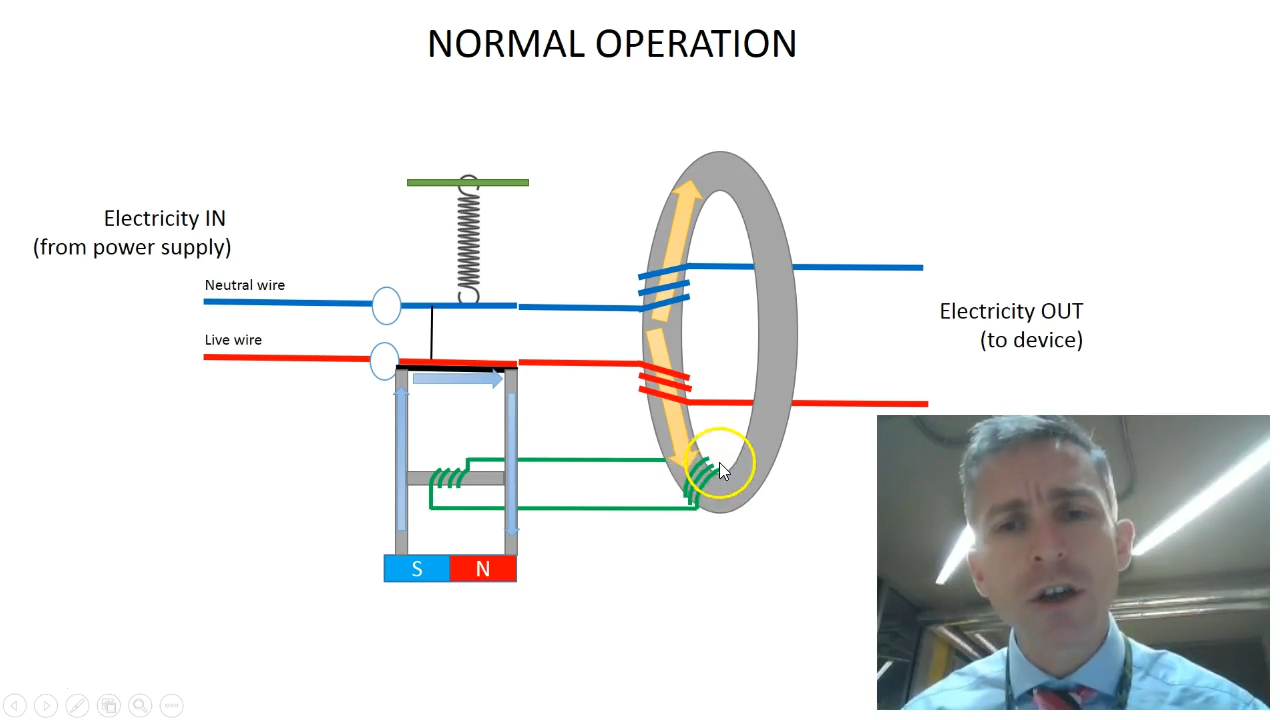 NORMAL OPERATION
Electricity IN
(from power supply)
Neutral wire
Live wire
Electricity OUT
(to device)
S N